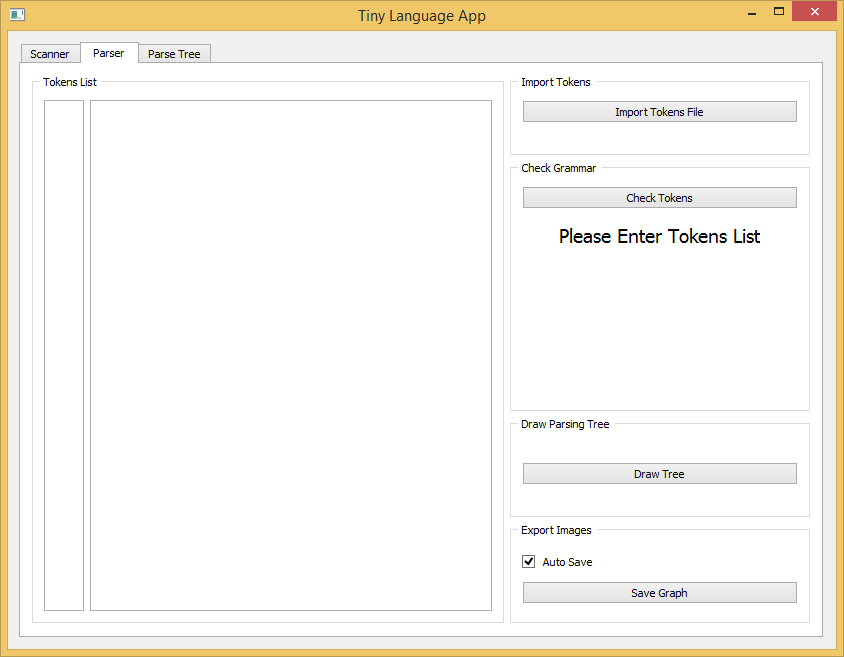 Tiny Language App
Scanner
Parser
Parse Tree
Tokens List
Import Tokens
Import Tokens File
Check Grammar
Check Tokens
Please Enter Tokens List
Draw Parsing Tree
Draw Tree
Export Images
Auto Save
Save Graph